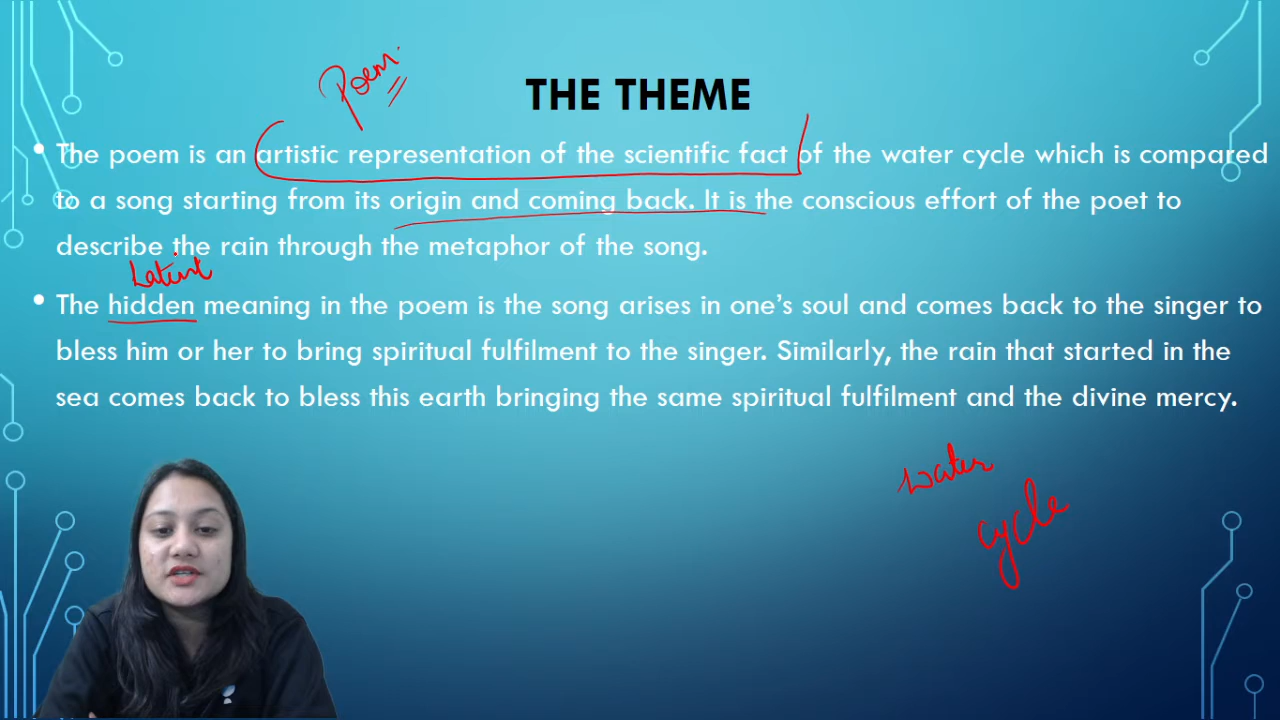 Poem.
THE THEME
• The poem is an artistic representation of the scientific fact of the water cycle which is compared
to a song starting from its origin and coming back. It is the conscious effort of the poet to
describe the rain through the metaphor of the song.
Latent
• The hidden meaning in the poem is the song arises in one's soul and comes back to the singer to
bless him or her to bring spiritual fulfilment to the singer. Similarly, the rain that started in the
sea comes back to bless this earth bringing the same spiritual fulfilment and the divine mercy.
water
cycle